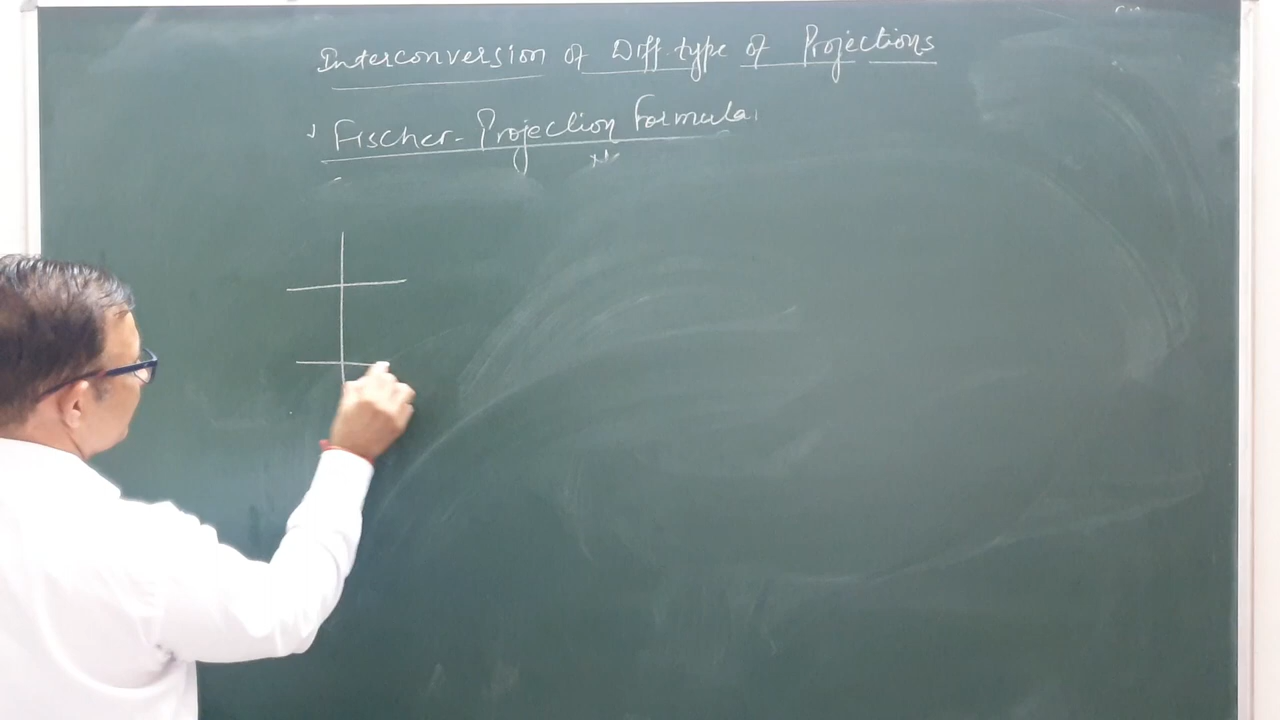 Interconversion of Diff. type of Projections
Fischer-Projection Formula